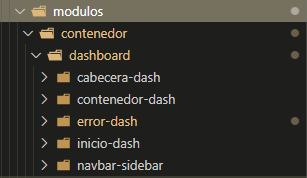 modulos
contenedor
dashboard
cabecera-dash
contenedor-dash
error-dash
inicio-dash
navbar-sidebar